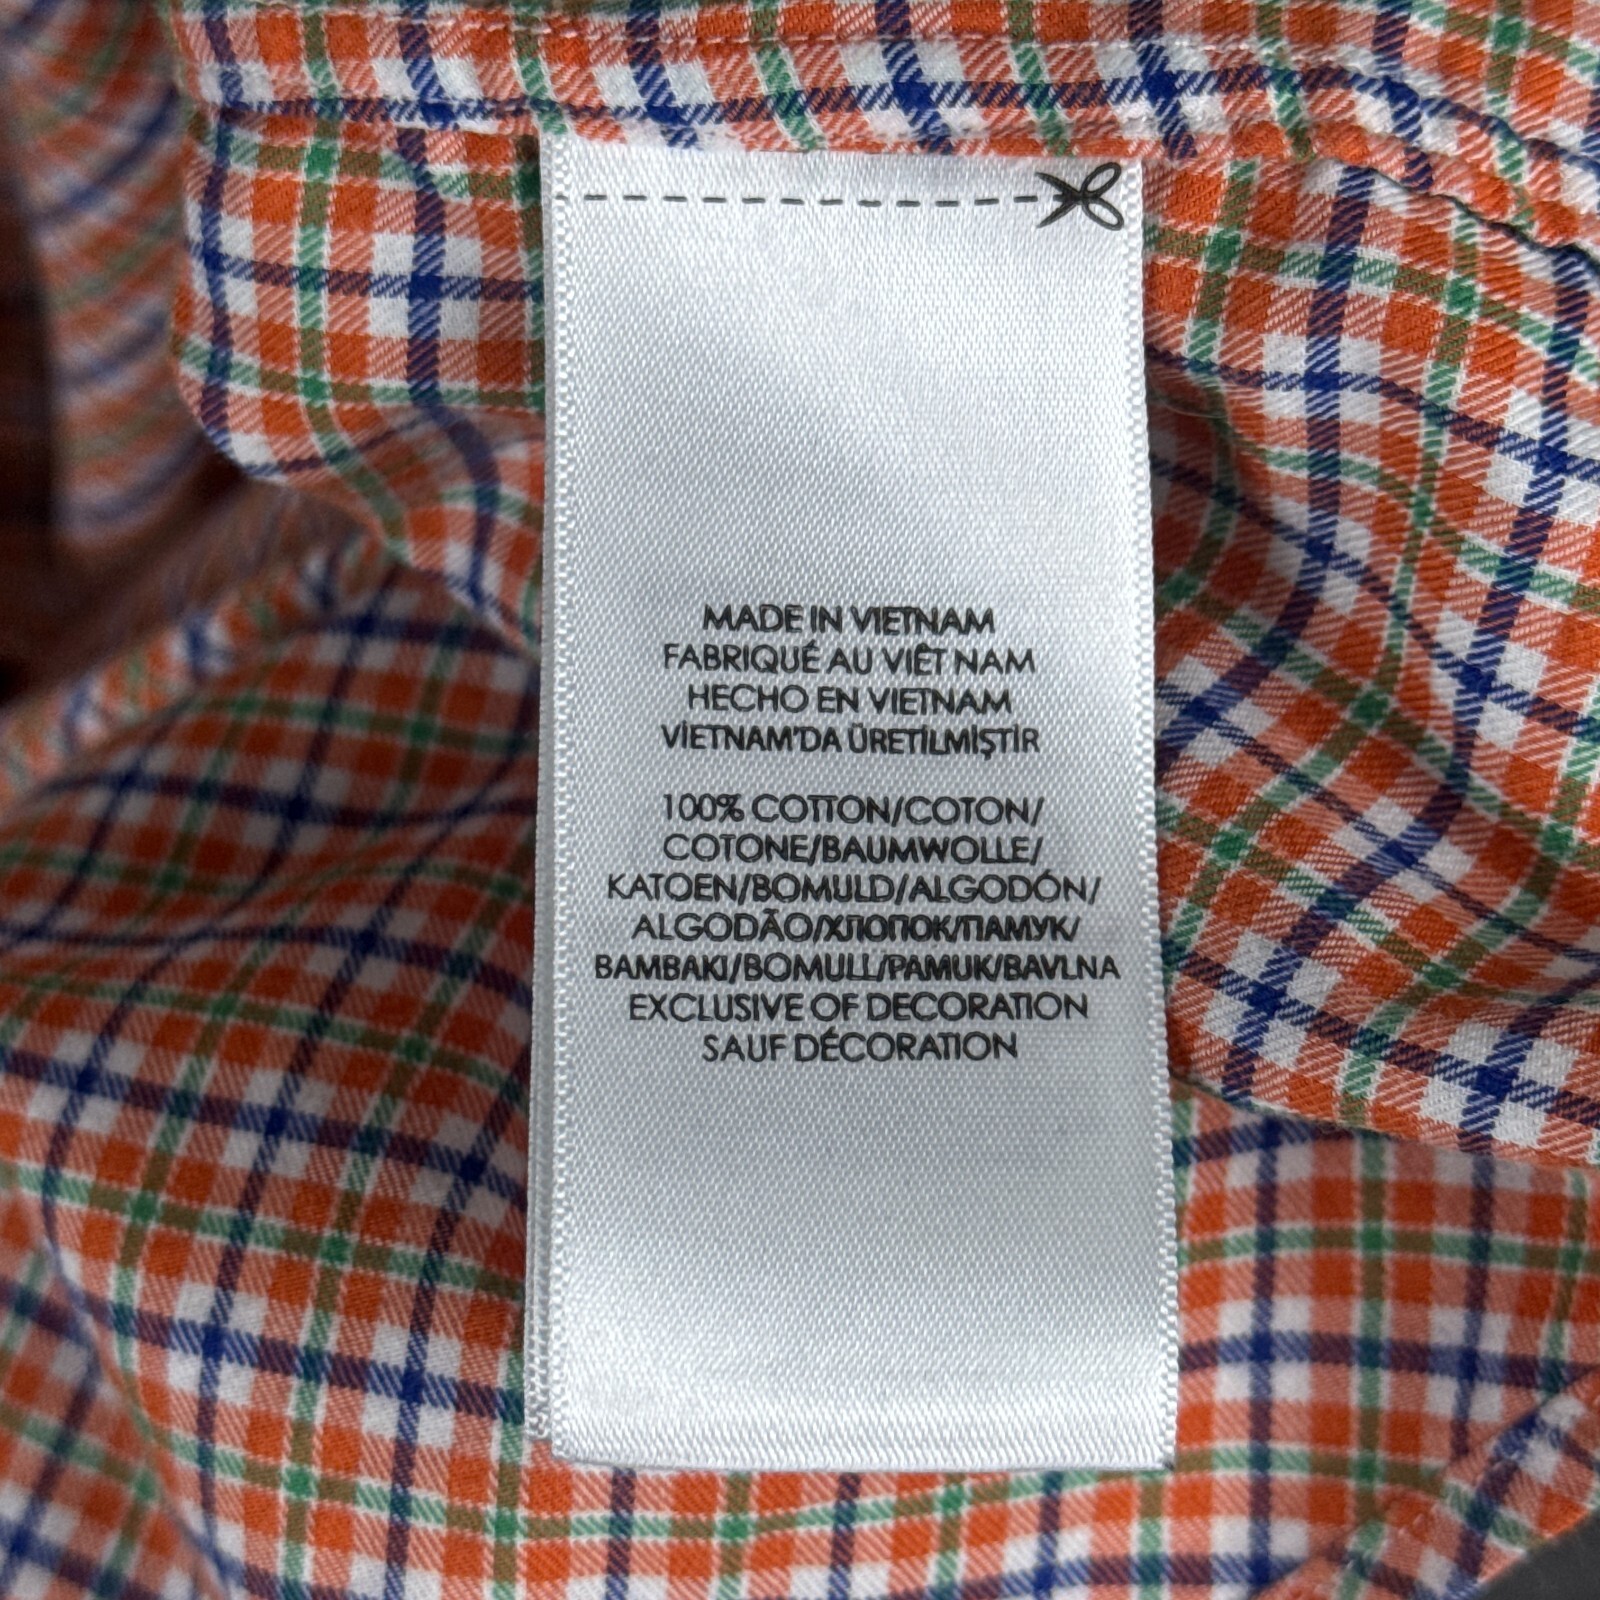 MADE IN VIETNAM
FABRIQUÉ AU VIÊT NAM
HECHO EN VIETNAM
VİETNAM'DA ÜRETİLMİŞTİR
100% COTTON/COTON/
COTONE/BAUMWOLLE/
KATOEN/BOMULD/ALGODÓN/
ALGODÃO/ХЛОПОК/ПАМУК/
BAMBAKI/BOMULL/PAMUK/BAVLNA
EXCLUSIVE OF DECORATION
SAUF DÉCORATION